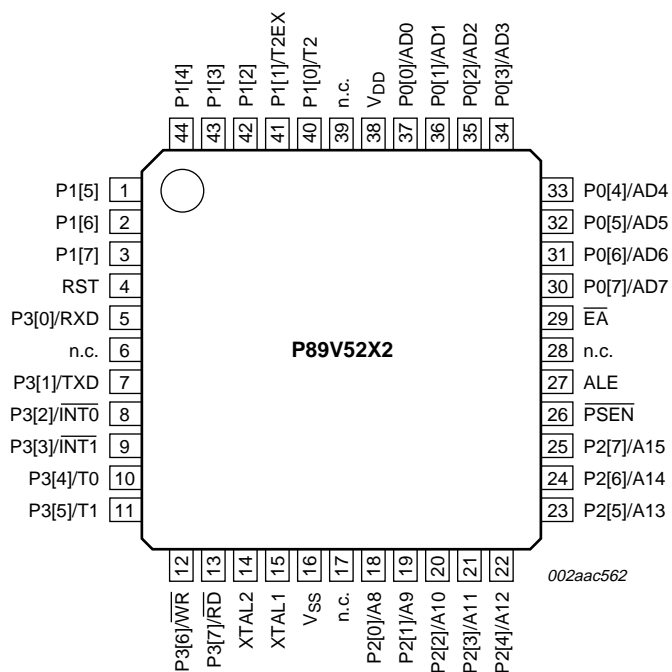 P1[4]
P1[3]
P1[2]
P1[1]/T2EX
P1[0]/T2
n.c.
VDD
P0[0]/AD0
P0[1]/AD1
P0[2]/AD2
P0[3]/AD3
44
43
42
41
40
39
38
37
36
35
34
P1[5] 1
P1[6] 2
P1[7] 3
RST 4
P3[0]/RXD 5
n.c. 6
P3[1]/TXD 7
P3[2]/INT0 8
P3[3]/INT1 9
P3[4]/T0 10
P3[5]/T1 11
P89V52X2
33 P0[4]/AD4
32 P0[5]/AD5
31 P0[6]/AD6
30 P0[7]/AD7
29 EA
28 n.c.
27 ALE
26 PSEN
25 P2[7]/A15
24 P2[6]/A14
23 P2[5]/A13
12
13
14
15
16
17
18
19
20
21
22
P3[6]/WR
P3[7]/RD
XTAL2
XTAL1
VSS
n.c.
P2[0]/A8
P2[1]/A9
P2[2]/A10
P2[3]/A11
P2[4]/A12
002aac562